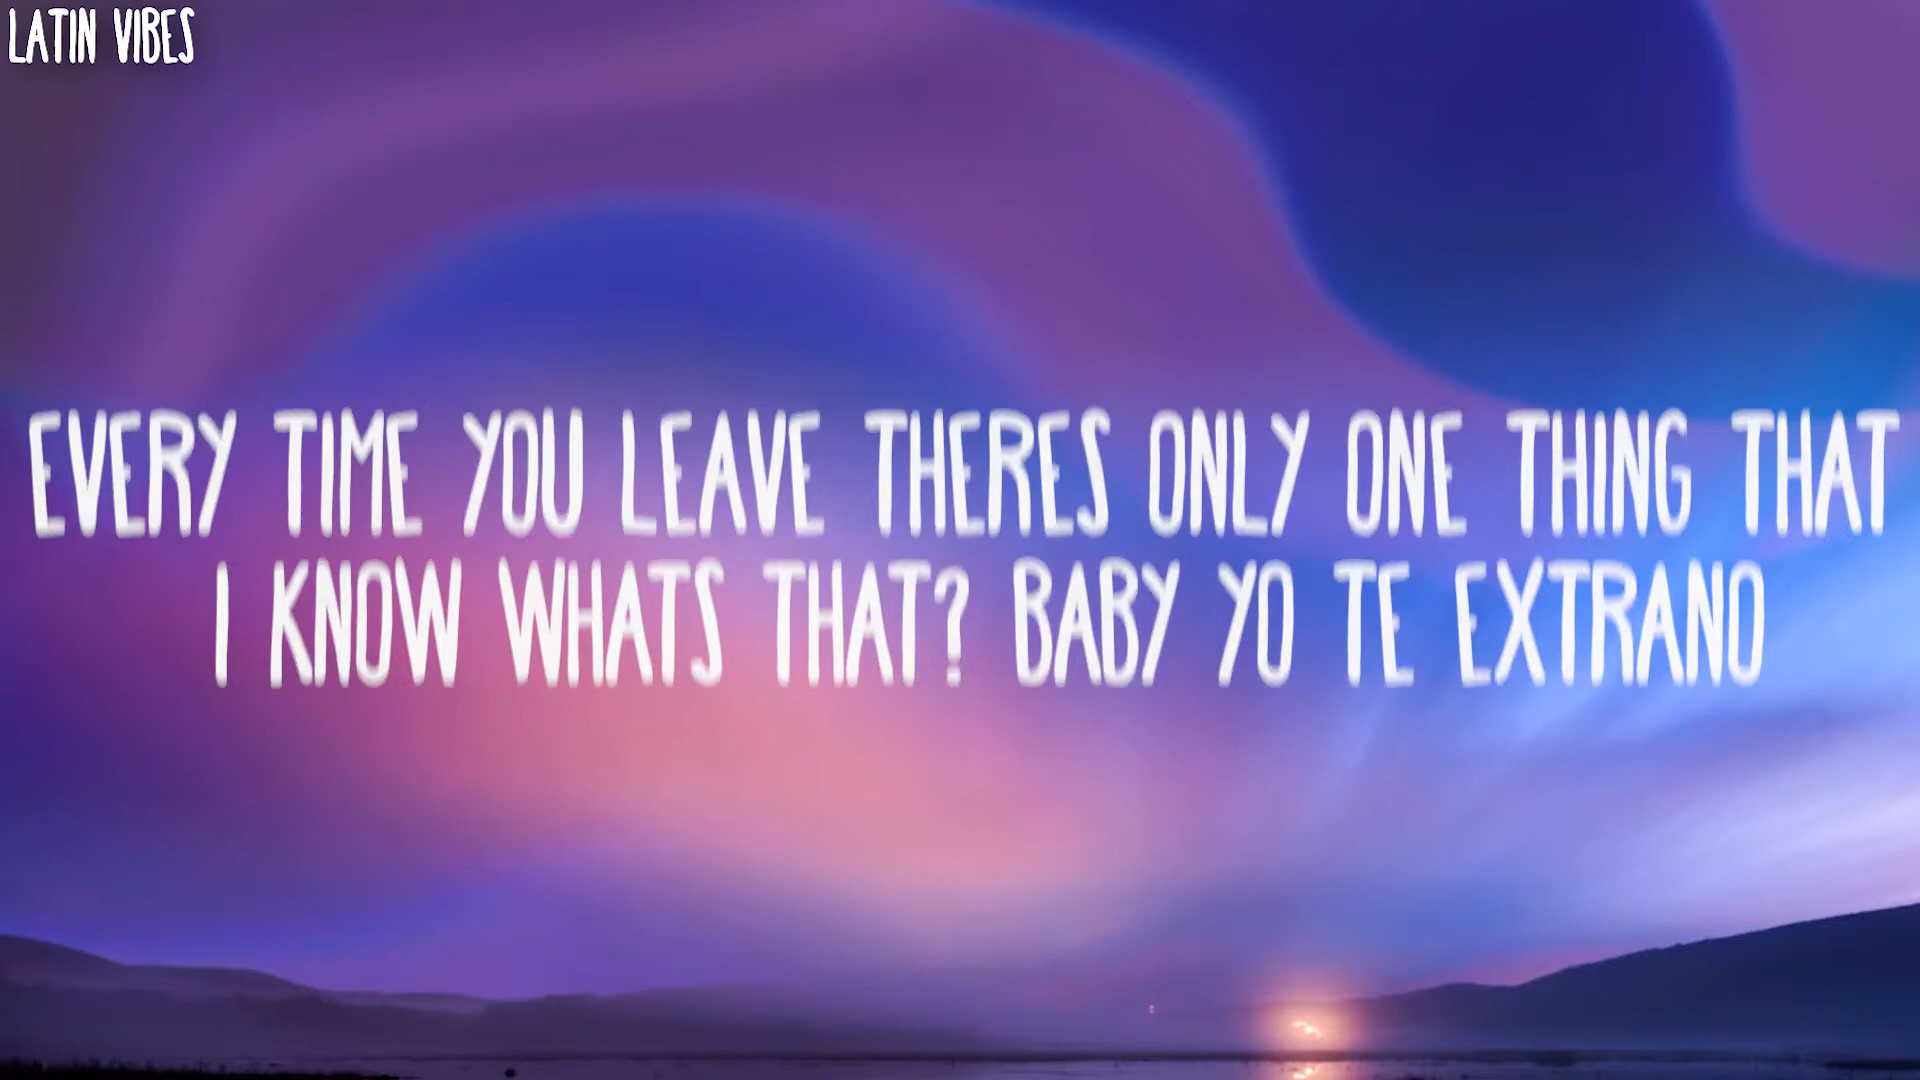 LATIN VIBES
EVERY TIME YOU LEAVE THERES ONLY ONE THING THAT
I KNOW WHATS THAT? BABY YO TE EXTRANO